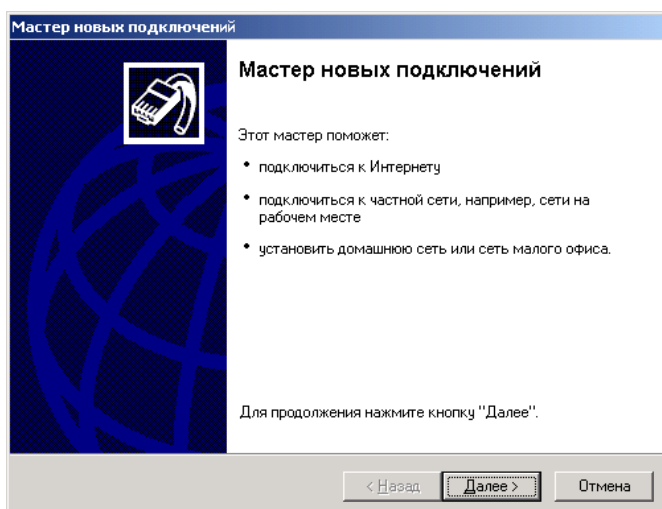 Мастер новых подключений
Мастер новых подключений
Этот мастер поможет:
• подключиться к Интернету
• подключиться к частной сети, например, сети на
рабочем месте
• установить домашнюю сеть или сеть малого офиса.
Для продолжения нажмите кнопку "Далее".
< Назад Далее > Отмена